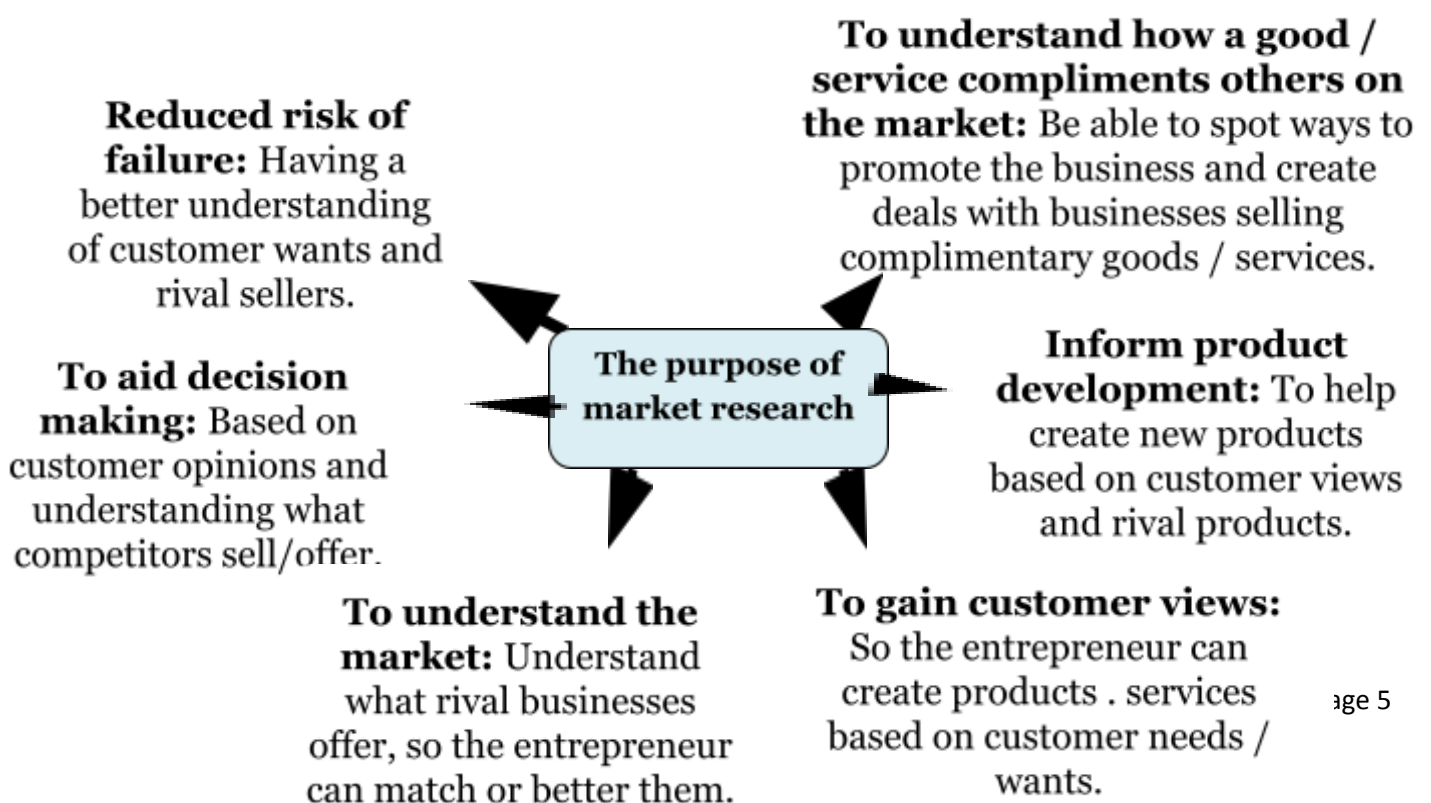 To understand how a good /
service compliments others on
the market: Be able to spot ways to
promote the business and create
deals with businesses selling
complimentary goods / services.
Reduced risk of
failure: Having a
better understanding
of customer wants and
rival sellers.
The purpose of
market research
Inform product
development: To help
create new products
based on customer views
and rival products.
To aid decision
making: Based on
customer opinions and
understanding what
competitors sell/offer.
To understand the
market: Understand
what rival businesses
offer, so the entrepreneur
can match or better them.
To gain customer views:
So the entrepreneur can
create products . services
based on customer needs /
wants.
age 5